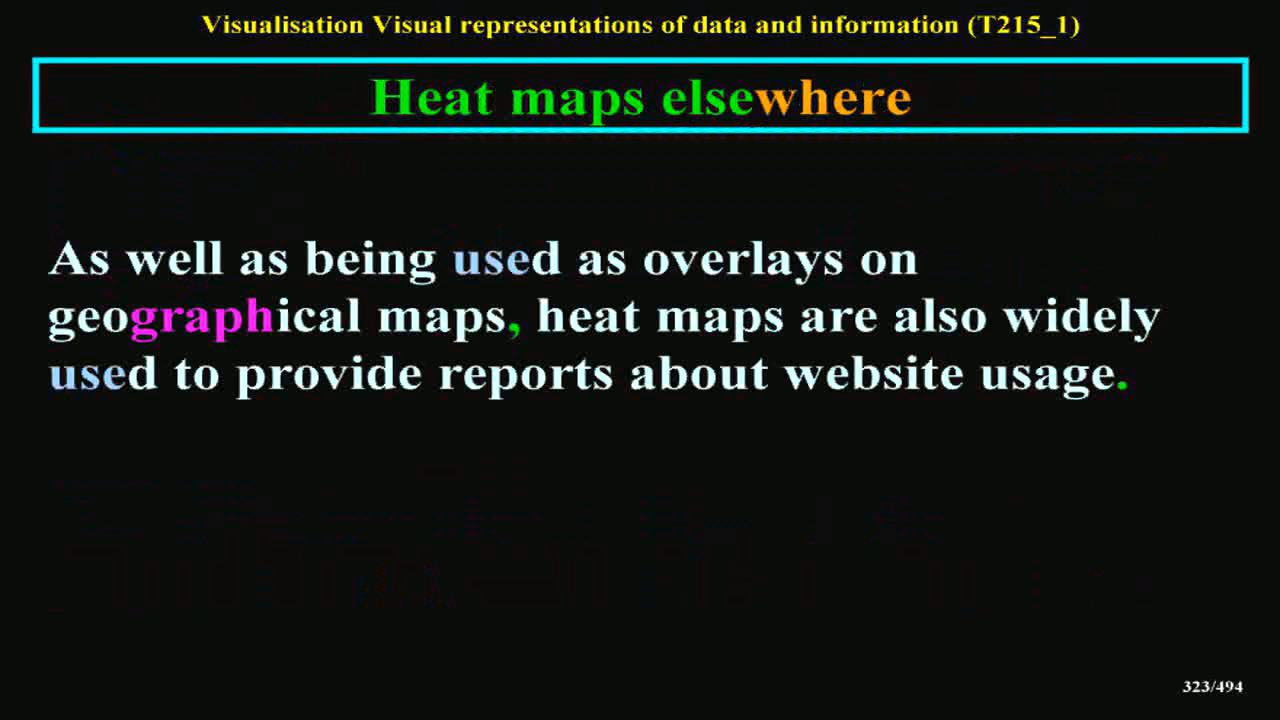 Visualisation Visual representations of data and information (T215_1)
Heat maps elsewhere
As well as being used as overlays on
geographical maps, heat maps are also widely
used to provide reports about website usage.
323/494